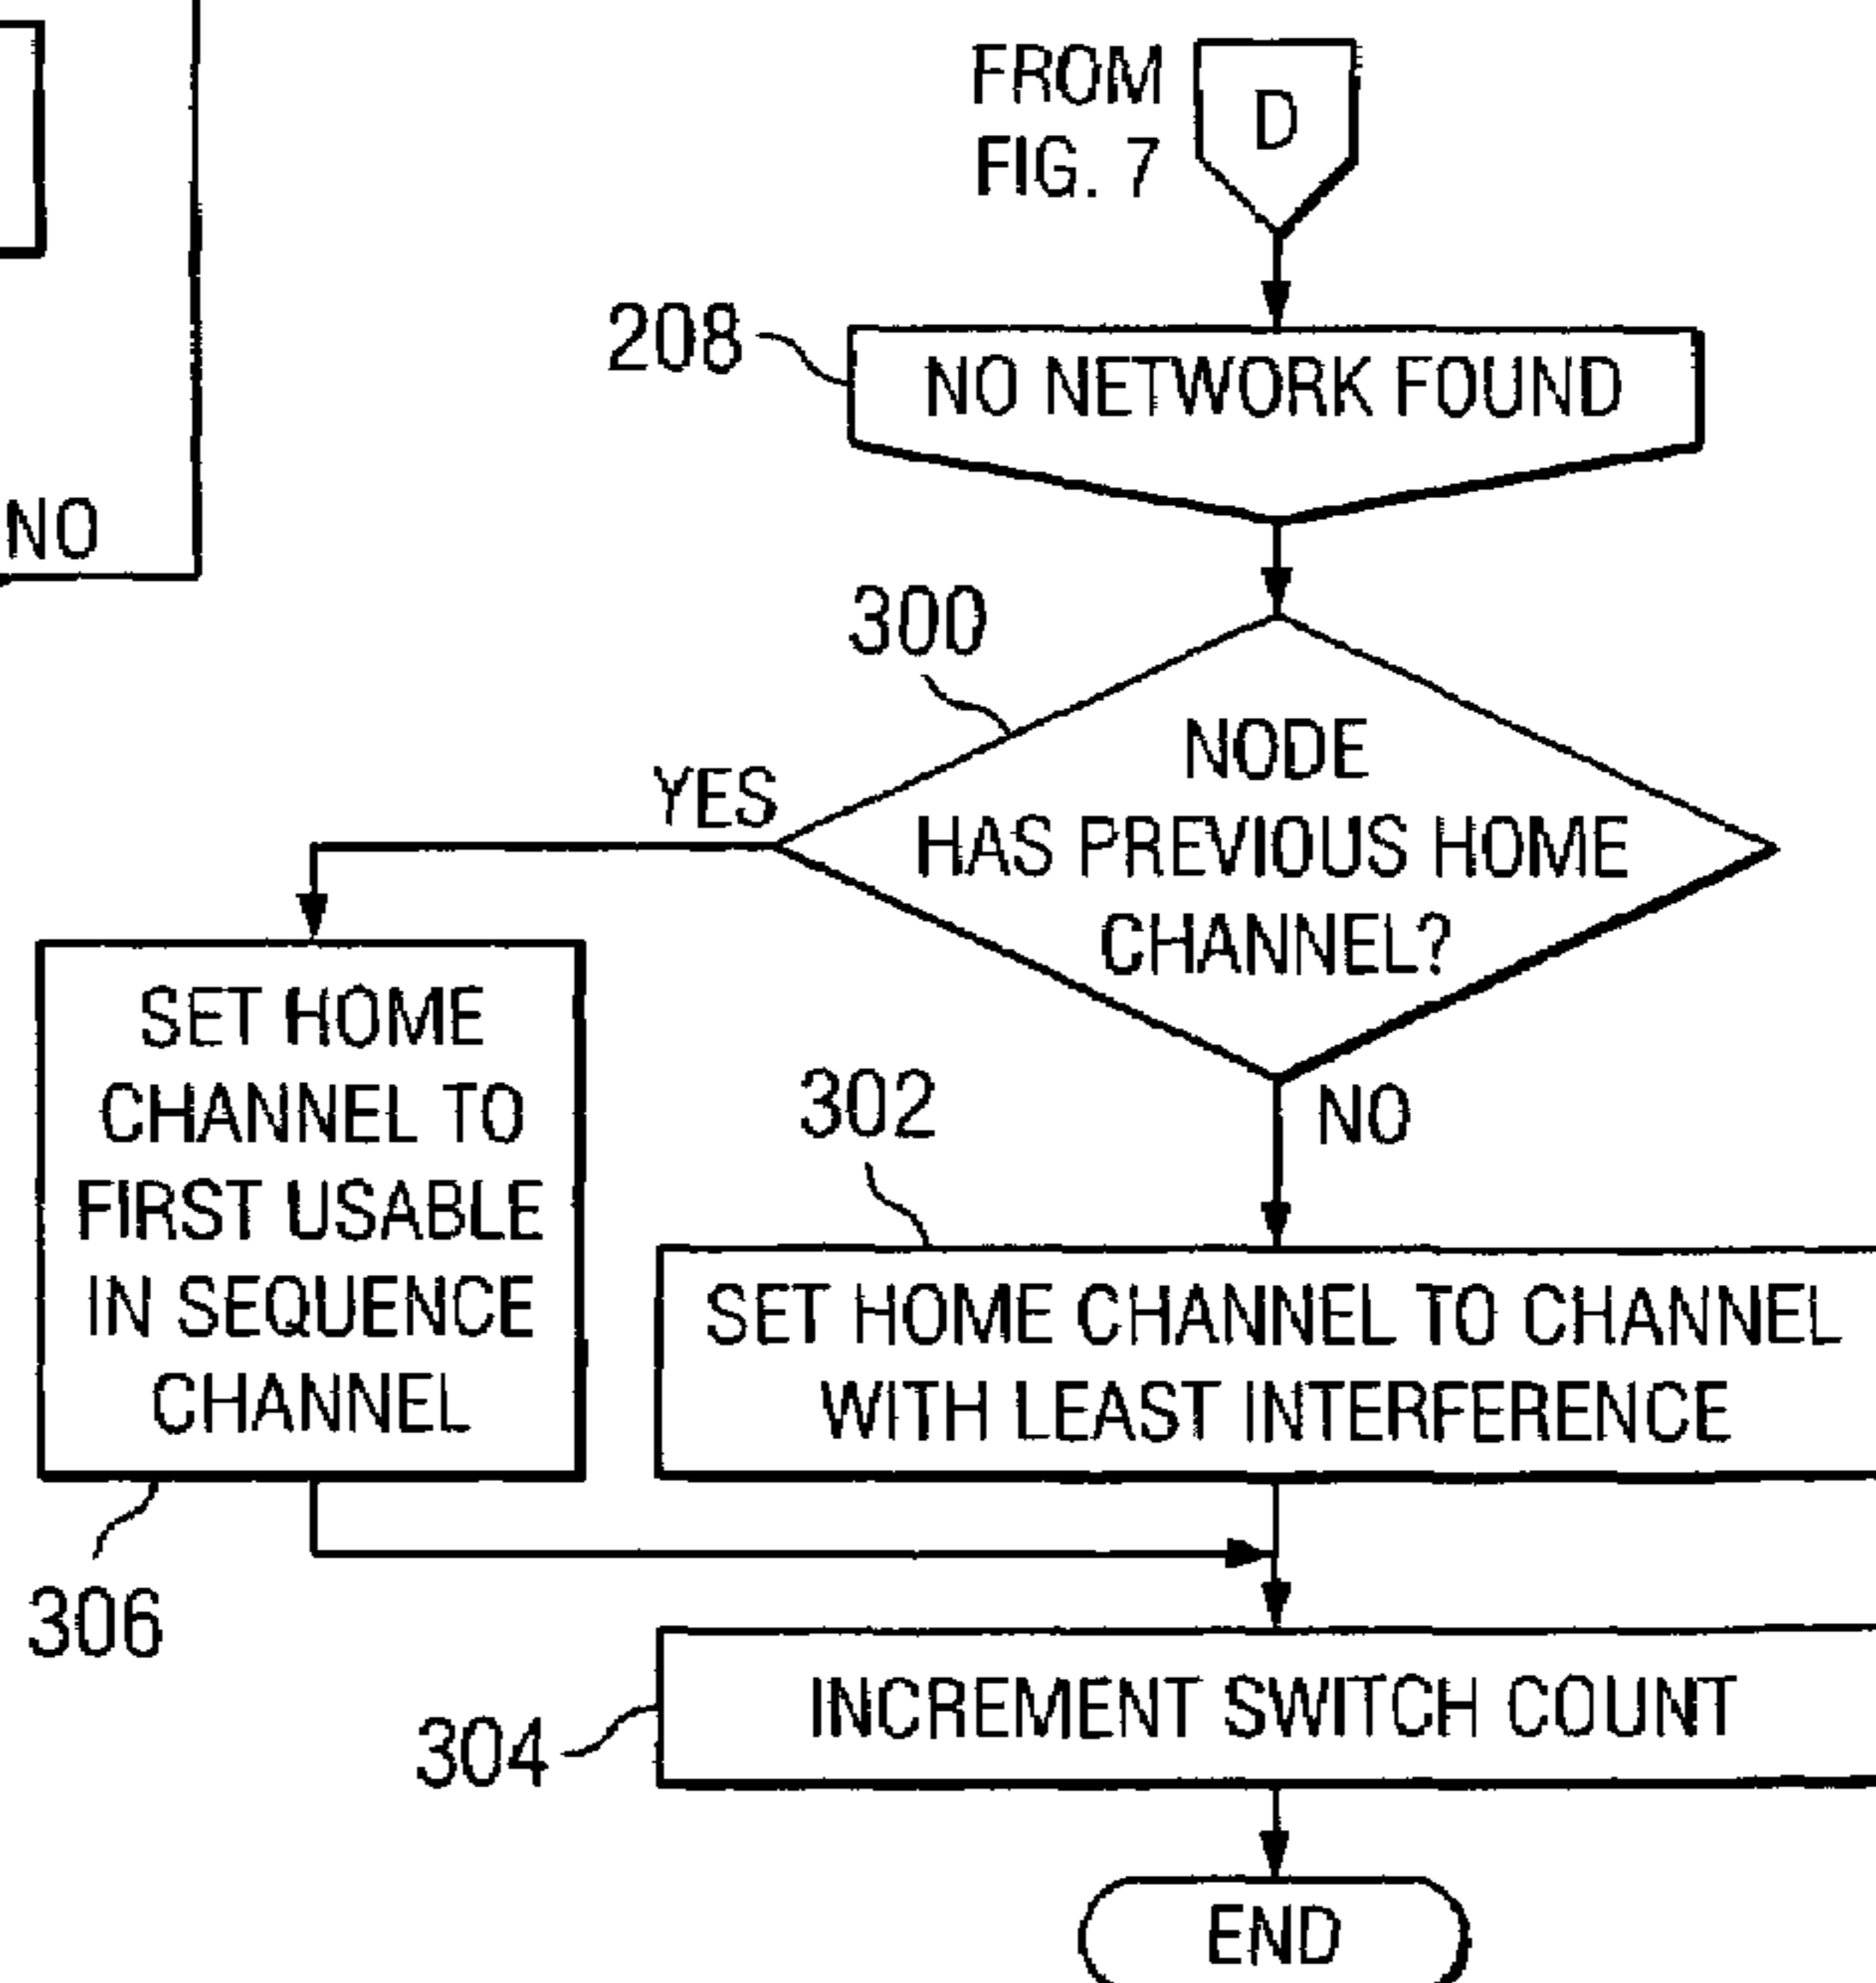 FROM
FIG. 7
D
208
NO NETWORK FOUND
NO
300
NODE
HAS PREVIOUS HOME
CHANNEL?
YES
NO
SET HOME
CHANNEL TO
FIRST USABLE
IN SEQUENCE
CHANNEL
306
302
SET HOME CHANNEL TO CHANNEL
WITH LEAST INTERFERENCE
304
INCREMENT SWITCH COUNT
END